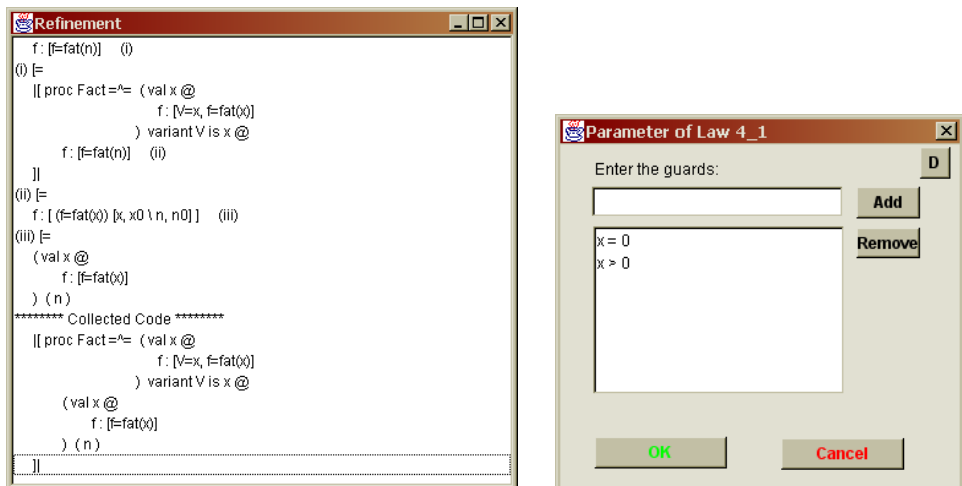 Refinement
f : [f=fat(n)] (i)
(i) [=
|[ proc Fact =^= ( val x @
f : [V=x, f=fat(x)]
) variant V is x @
f : [f=fat(n)] (ii)
]|
(ii) [=
f : [ (f=fat(x)) [x, x0 \ n, n0] ] (iii)
(iii) [=
( val x @
f : [f=fat(x)]
) ( n )
******** Collected Code ********
|[ proc Fact =^= ( val x @
f : [V=x, f=fat(x)]
) variant V is x @
( val x @
f : [f=fat(x)]
) ( n )
]|
Parameter of Law 4_1
D
Enter the guards:
Add
x = 0
x > 0
Remove
OK
Cancel